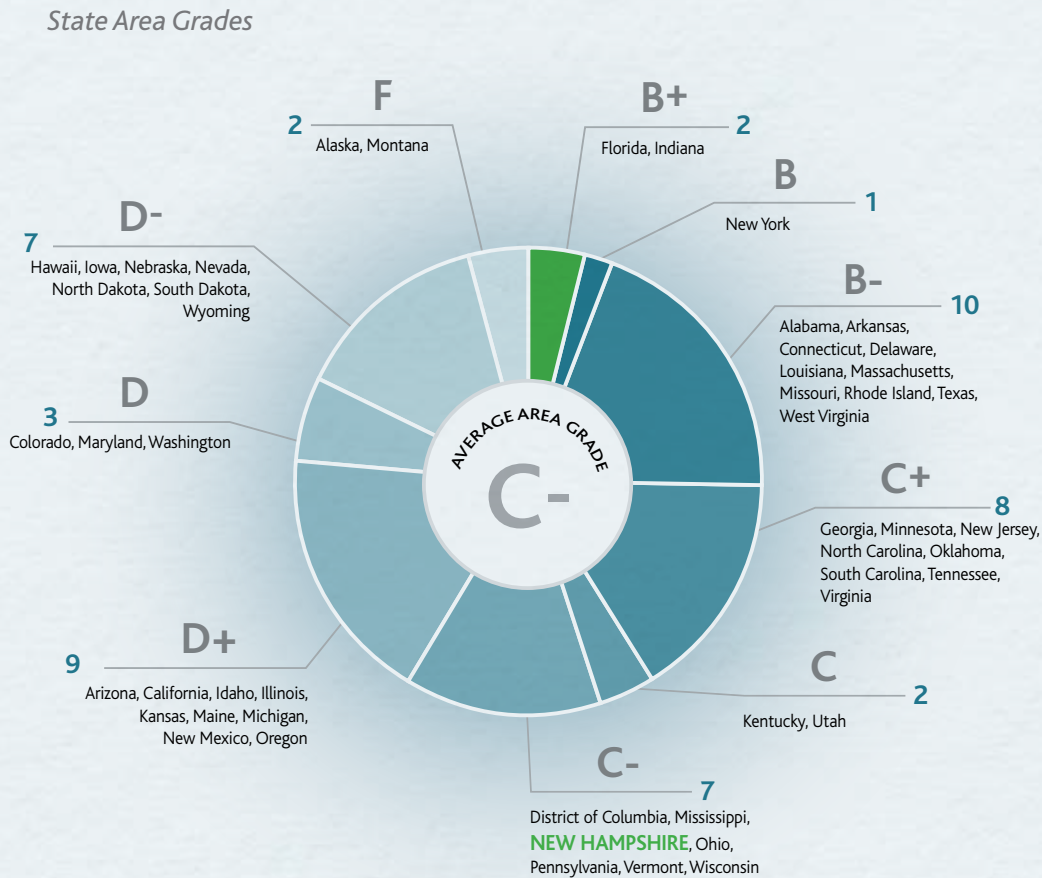 State Area Grades
F
2
Alaska, Montana
B+
2
Florida, Indiana
B
1
New York
B-
10
Alabama, Arkansas,
Connecticut, Delaware,
Louisiana, Massachusetts,
Missouri, Rhode Island, Texas,
West Virginia
C+
8
Georgia, Minnesota, New Jersey,
North Carolina, Oklahoma,
South Carolina, Tennessee,
Virginia
C
2
Kentucky, Utah
C-
7
District of Columbia, Mississippi,
NEW HAMPSHIRE, Ohio,
Pennsylvania, Vermont, Wisconsin
D+
9
Arizona, California, Idaho, Illinois,
Kansas, Maine, Michigan,
New Mexico, Oregon
D
3
Colorado, Maryland, Washington
D-
7
Hawaii, Iowa, Nebraska, Nevada,
North Dakota, South Dakota,
Wyoming
AVERAGE AREA GRADE
C-